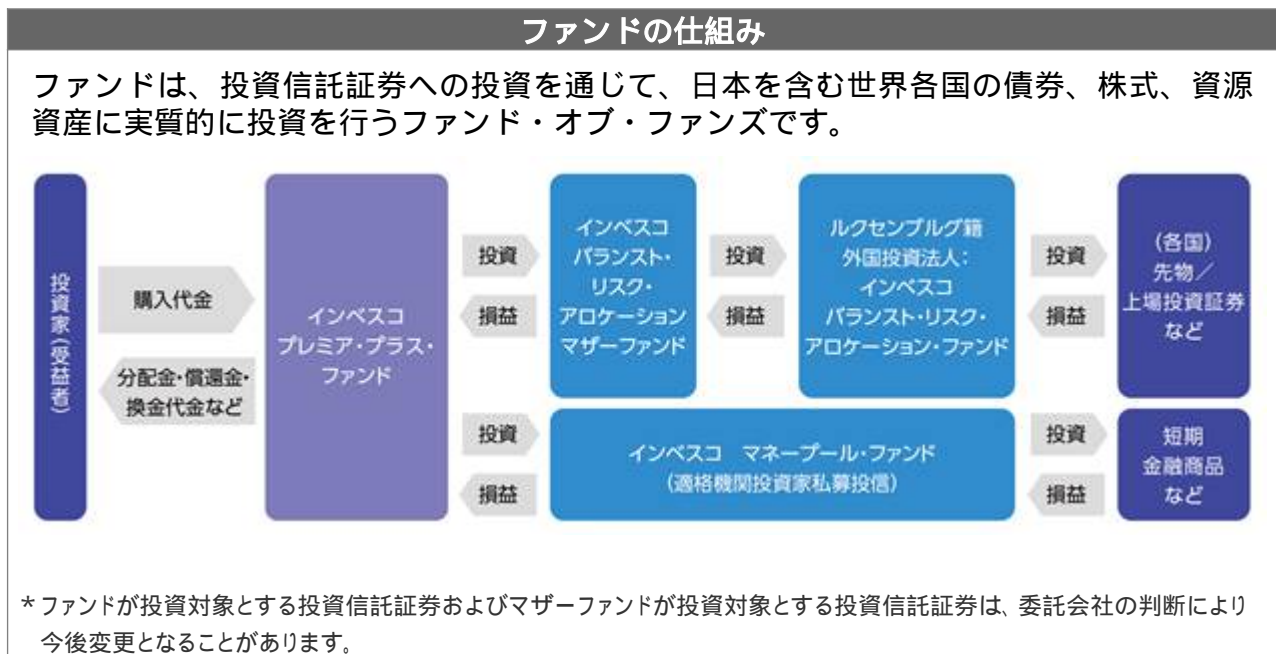 ファンドの仕組み
ファンドは、投資信託証券への投資を通じて、日本を含む世界各国の債券、株式、資源
資産に実質的に投資を行うファンド・オブ・ファンズです。
投資家(受益者)
購入代金
分配金・償還金・
換金代金など
インベスコ
プレミア・プラス・
ファンド
投資
損益
インベスコ
バランスト・
リスク・
アロケーション
マザーファンド
投資
損益
ルクセンブルグ籍
外国投資法人:
インベスコ
バランスト・リスク・
アロケーション・ファンド
投資
損益
(各国)
先物/
上場投資証券
など
投資
損益
インベスコ マネープール・ファンド
(適格機関投資家私募投信)
投資
損益
短期
金融商品
など
*ファンドが投資対象とする投資信託証券およびマザーファンドが投資対象とする投資信託証券は、委託会社の判断により
今後変更となることがあります。